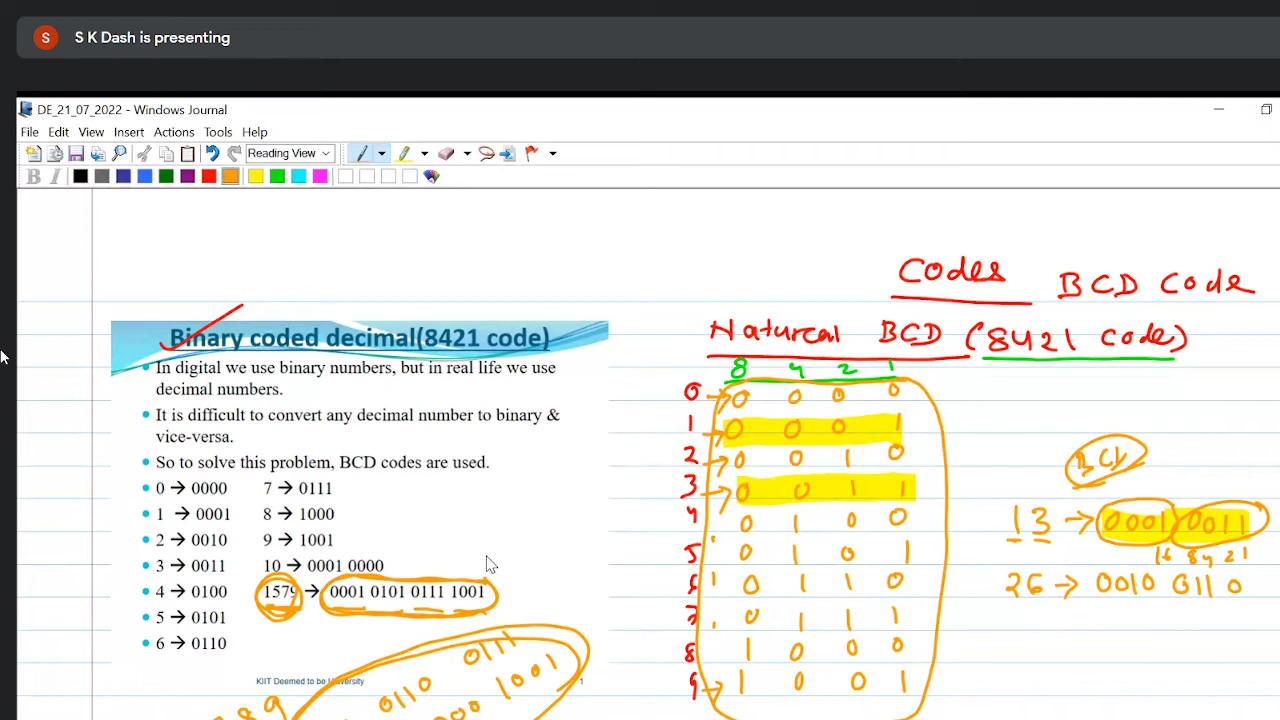 S
S K Dash is presenting
DE_21_07_2022 - Windows Journal
File Edit View Insert Actions Tools Help
Reading View
B I
Codes BCD Code
Binary coded decimal(8421 code)
In digital we use binary numbers, but in real life we use
decimal numbers.
It is difficult to convert any decimal number to binary &
vice-versa.
So to solve this problem, BCD codes are used.
0 → 0000 7 → 0111
1 → 0001 8 → 1000
2 → 0010 9 → 1001
3 → 0011 10 → 0001 0000
4 → 0100 1579 → 0001 0101 0111 1001
5 → 0101
6 → 0110
KIIT Deemed to be University 1
0111
0110 1001
89 000
Natural BCD (8421 code)
8 4 2 1
0 → 0 0 0 0
1 → 0 0 0 1
2 → 0 0 1 0
3 → 0 0 1 1
4 0 1 0 0
5 0 1 0 1
6 0 1 1 0
7 0 1 1 1
8 1 0 0 0
9 → 1 0 0 1
BCD
13 → 0001 0011
16 8 4 2 1
26 → 0010 0110